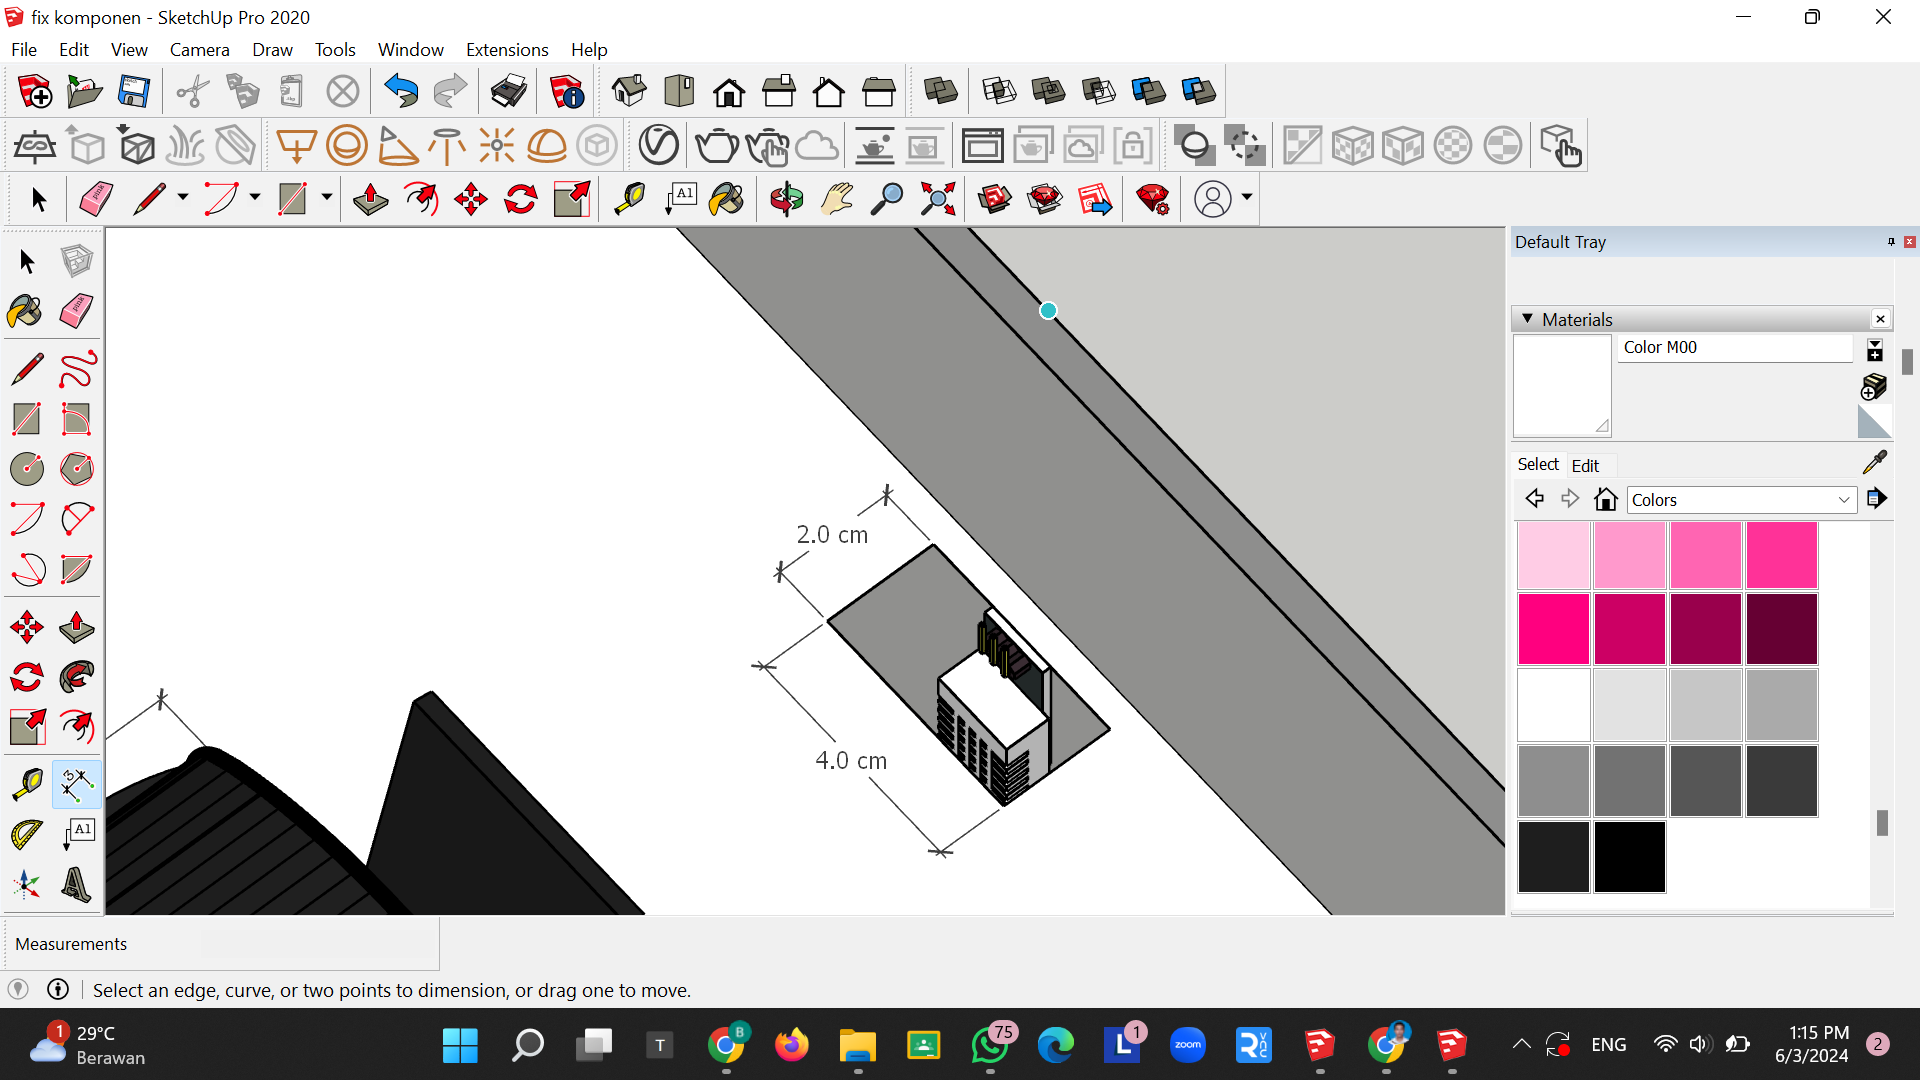 fix komponen - SketchUp Pro 2020
File Edit View Camera Draw Tools Window Extensions Help
A1
Default Tray
Materials
Color M00
Select Edit
Colors
2.0 cm
4.0 cm
3
A1
Measurements
Select an edge, curve, or two points to dimension, or drag one to move.
1
29°C
Berawan
T
B
75
L
1
zoom
ENG
1:15 PM
6/3/2024
2